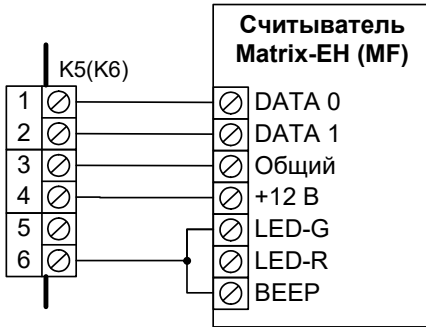 Считыватель
Matrix-EH (MF)
K5(K6)
1 DATA 0
2 DATA 1
3 Общий
4 +12 В
5 LED-G
6 LED-R
BEEP